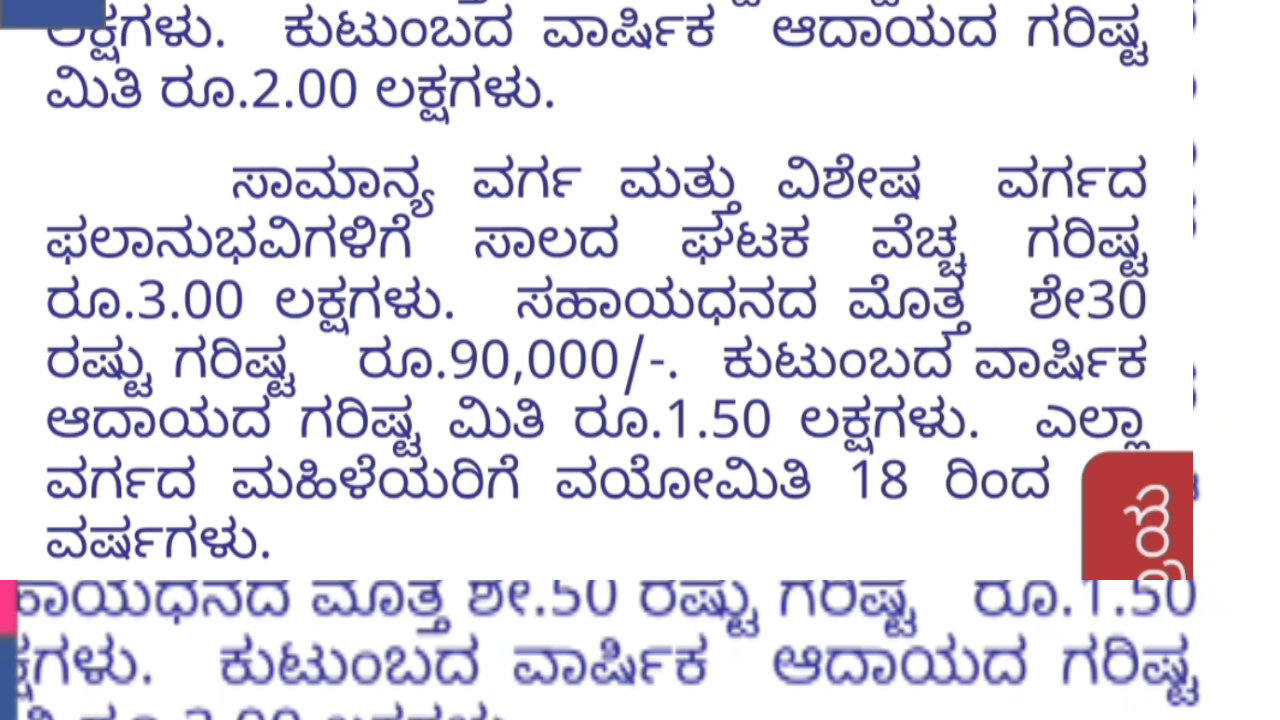 ಲಕ್ಷಗಳು. ಕುಟುಂಬದ ವಾರ್ಷಿಕ ಆದಾಯದ ಗರಿಷ್ಟ
ಮಿತಿ ರೂ.2.00 ಲಕ್ಷಗಳು.
ಸಾಮಾನ್ಯ ವರ್ಗ ಮತ್ತು ವಿಶೇಷ ವರ್ಗದ
ಫಲಾನುಭವಿಗಳಿಗೆ ಸಾಲದ ಘಟಕ ವೆಚ್ಚ ಗರಿಷ್ಟ
ರೂ.3.00 ಲಕ್ಷಗಳು. ಸಹಾಯಧನದ ಮೊತ್ತ ಶೇ30
ರಷ್ಟು ಗರಿಷ್ಟ ರೂ.90,000/-. ಕುಟುಂಬದ ವಾರ್ಷಿಕ
ಆದಾಯದ ಗರಿಷ್ಟ ಮಿತಿ ರೂ.1.50 ಲಕ್ಷಗಳು. ಎಲ್ಲಾ
ವರ್ಗದ ಮಹಿಳೆಯರಿಗೆ ವಯೋಮಿತಿ 18 ರಿಂದ
ವರ್ಷಗಳು.
ಹಾಯಧನದ ಮೊತ್ತ ಶೇ.50 ರಷ್ಟು ಗರಿಷ್ಟ ರೂ.1.50
ಕ್ಷಗಳು. ಕುಟುಂಬದ ವಾರ್ಷಿಕ ಆದಾಯದ ಗರಿಷ್ಟ